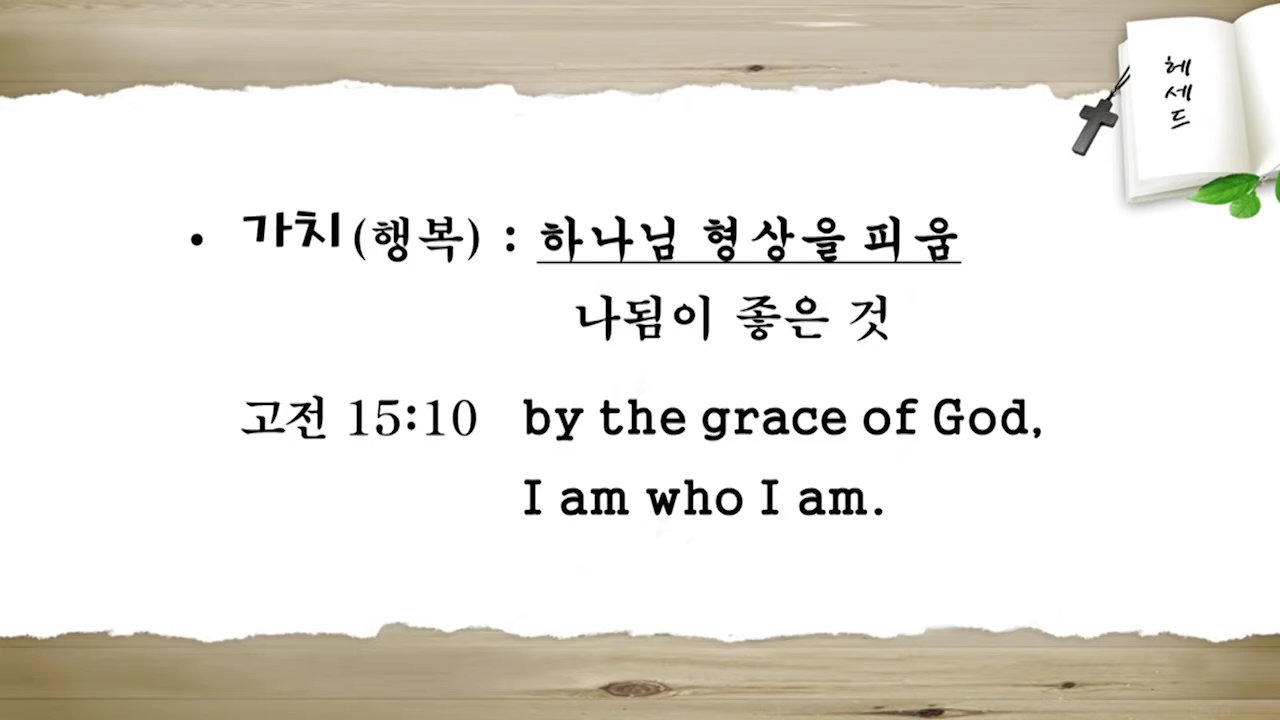 헤
세
드
• 가치(행복) : 하나님 형상을 피움
나됨이 좋은 것
고전 15:10 by the grace of God,
I am who I am.